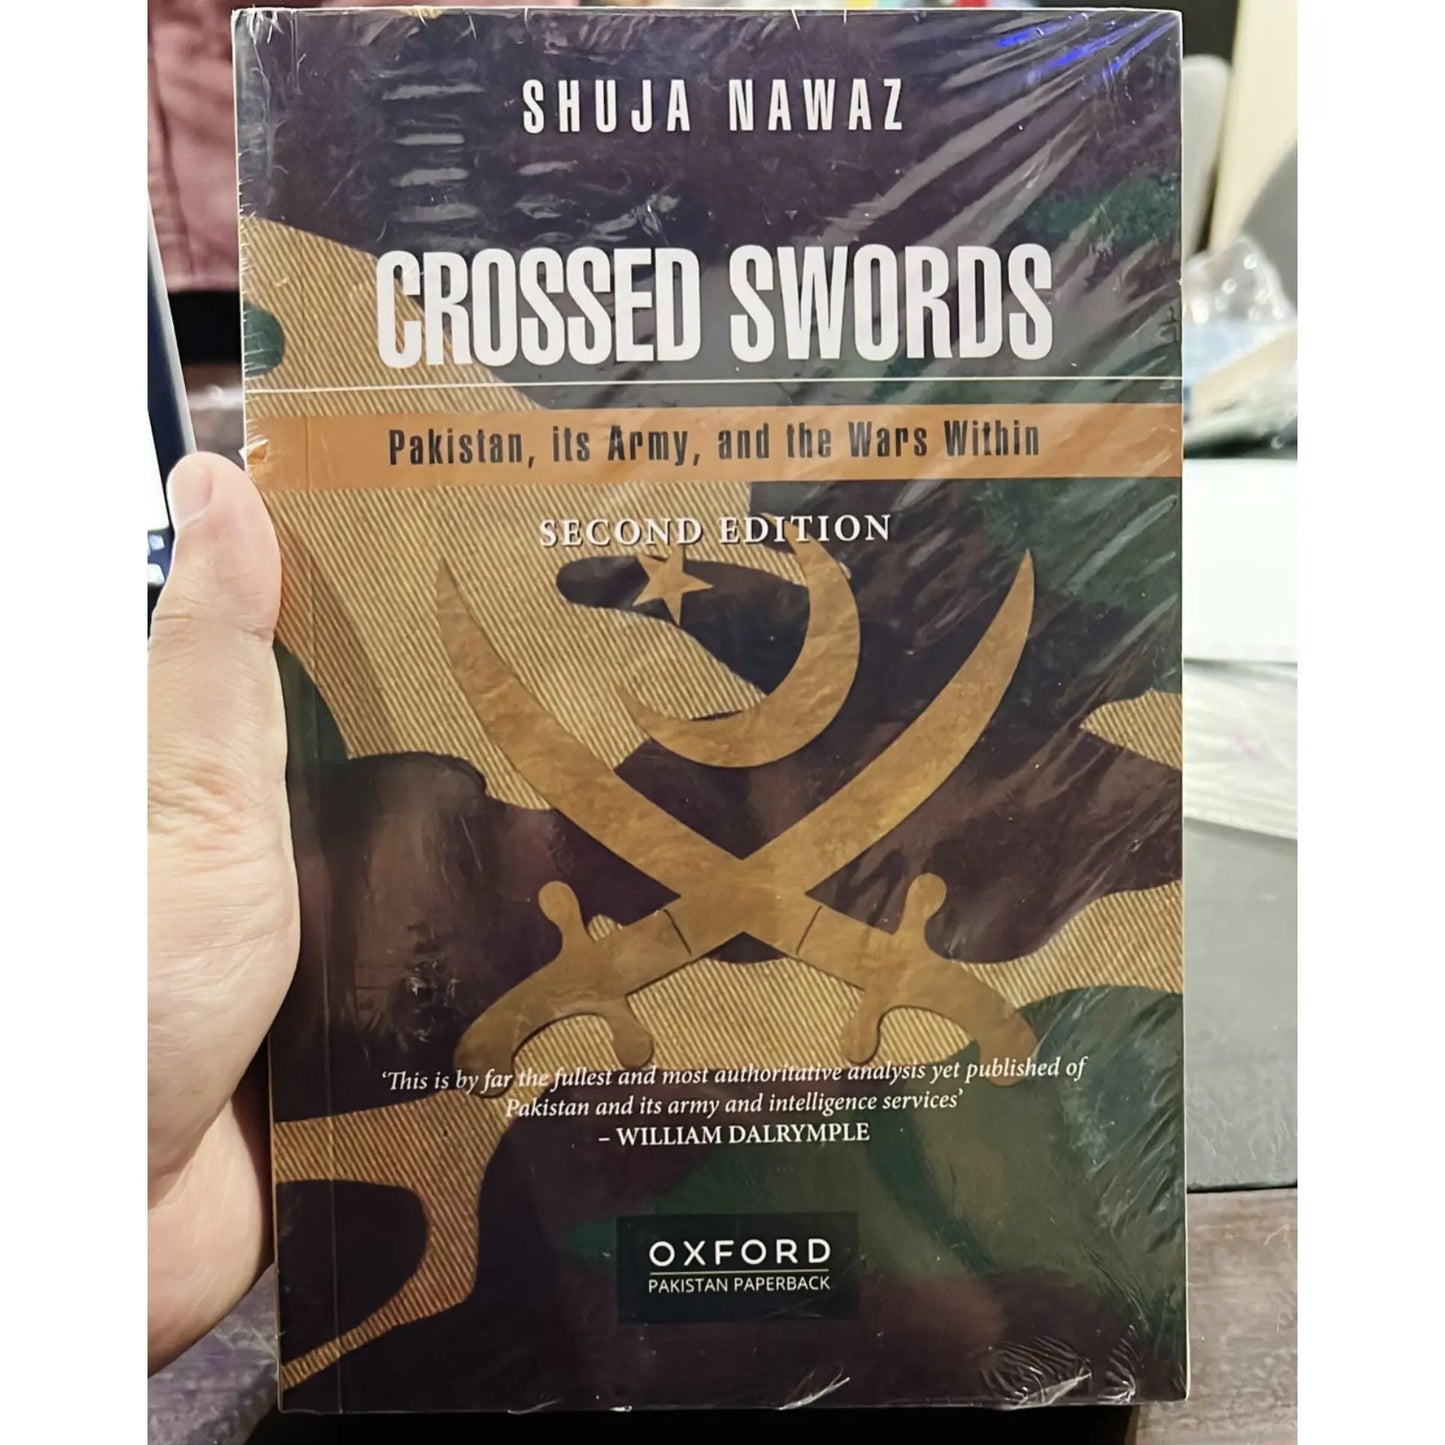 SHUJA NAWAZ
CROSSED SWORDS
Pakistan, its Army, and the Wars Within
SECOND EDITION
‘This is by far the fullest and most authoritative analysis yet published of
Pakistan and its army and intelligence services’
– WILLIAM DALRYMPLE
OXFORD
PAKISTAN PAPERBACK